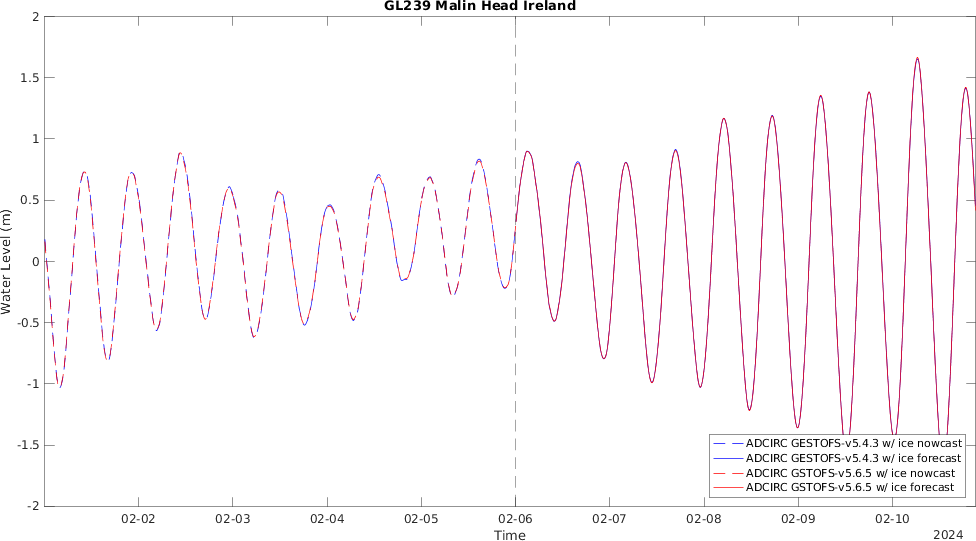 GL239 Malin Head Ireland
2
1.5
1
0.5
0
-0.5
-1
-1.5
-2
Water Level (m)
ADCIRC GESTOFS-v5.4.3 w/ ice nowcast
ADCIRC GESTOFS-v5.4.3 w/ ice forecast
ADCIRC GSTOFS-v5.6.5 w/ ice nowcast
ADCIRC GSTOFS-v5.6.5 w/ ice forecast
02-02 02-03 02-04 02-05 02-06 02-07 02-08 02-09 02-10
Time
2024